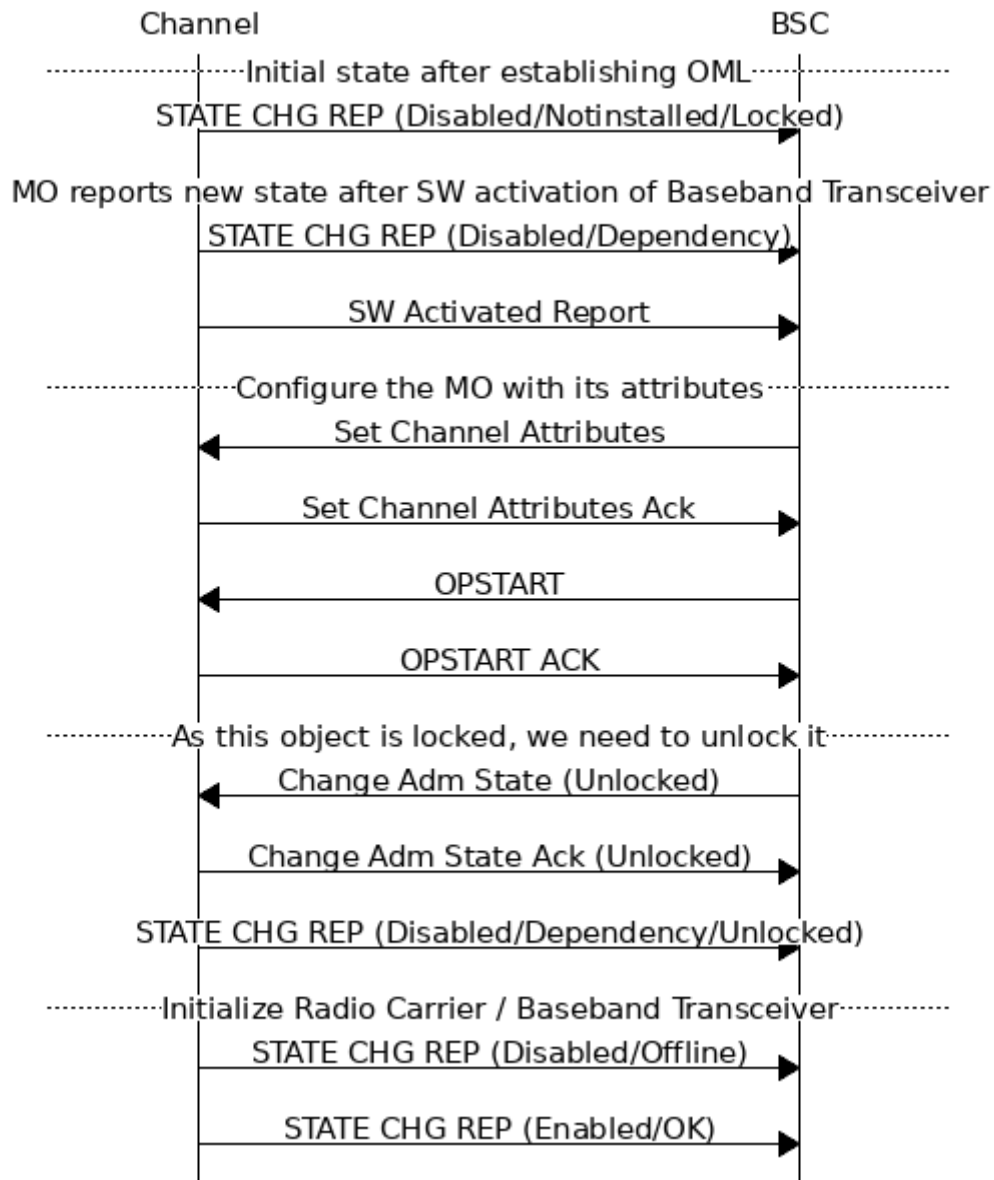 Channel BSC
Initial state after establishing OML
STATE CHG REP (Disabled/Notinstalled/Locked)
MO reports new state after SW activation of Baseband Transceiver
STATE CHG REP (Disabled/Dependency)
SW Activated Report
Configure the MO with its attributes
Set Channel Attributes
Set Channel Attributes Ack
OPSTART
OPSTART ACK
As this object is locked, we need to unlock it
Change Adm State (Unlocked)
Change Adm State Ack (Unlocked)
STATE CHG REP (Disabled/Dependency/Unlocked)
Initialize Radio Carrier / Baseband Transceiver
STATE CHG REP (Disabled/Offline)
STATE CHG REP (Enabled/OK)